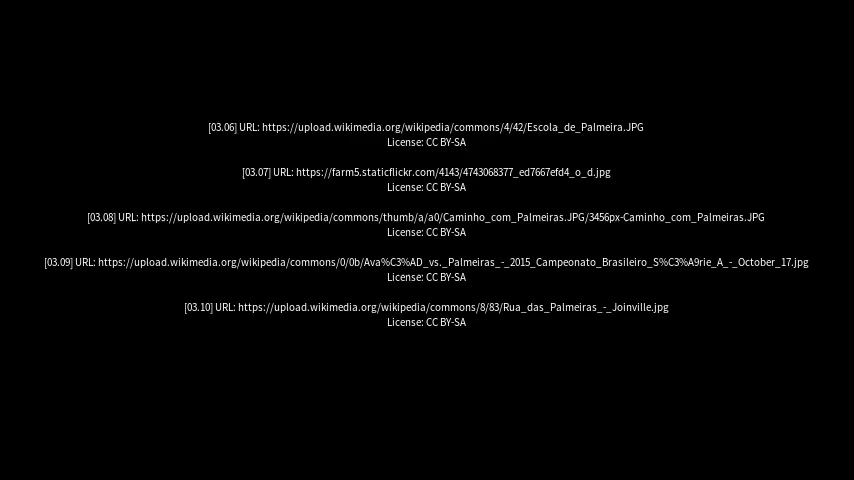 [03.06] URL: https://upload.wikimedia.org/wikipedia/commons/4/42/Escola_de_Palmeira.JPG
License: CC BY-SA
[03.07] URL: https://farm5.staticflickr.com/4143/4743068377_ed7667efd4_o_d.jpg
License: CC BY-SA
[03.08] URL: https://upload.wikimedia.org/wikipedia/commons/thumb/a/a0/Caminho_com_Palmeiras.JPG/3456px-Caminho_com_Palmeiras.JPG
License: CC BY-SA
[03.09] URL: https://upload.wikimedia.org/wikipedia/commons/0/0b/Ava%C3%AD_vs._Palmeiras_-_2015_Campeonato_Brasileiro_S%C3%A9rie_A_-_October_17.jpg
License: CC BY-SA
[03.10] URL: https://upload.wikimedia.org/wikipedia/commons/8/83/Rua_das_Palmeiras_-_Joinville.jpg
License: CC BY-SA